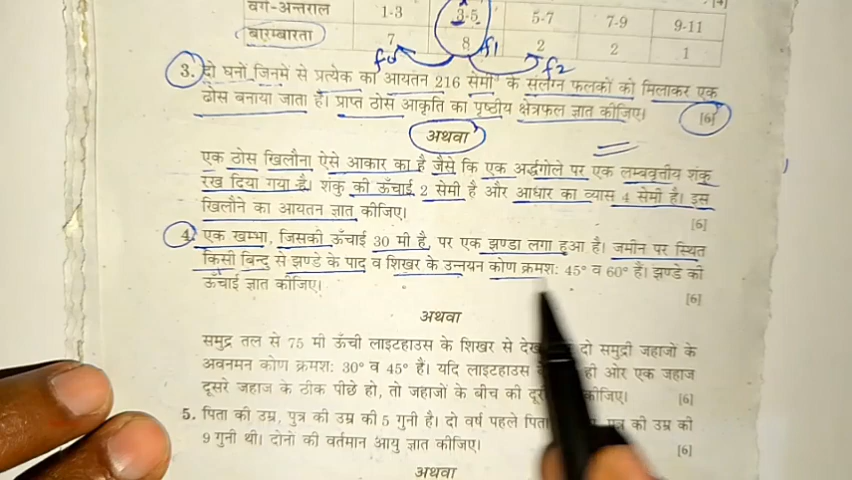 वर्ग-अन्तराल 1-3 3-5 5-7 7-9 9-11
बारम्बारता 7 8 2 2 1
f0 f1 f2
3. दो घनों, जिनमें से प्रत्येक का आयतन 216 सेमी³ के संलग्न फलकों को मिलाकर एक
ठोस बनाया जाता है। प्राप्त ठोस आकृति का पृष्ठीय क्षेत्रफल ज्ञात कीजिए। [6]
अथवा
एक ठोस खिलौना ऐसे आकार का है जैसे कि एक अर्द्धगोले पर एक लम्बवृत्तीय शंकु
रख दिया गया है। शंकु की ऊँचाई 2 सेमी है और आधार का व्यास 4 सेमी है। इस
खिलौने का आयतन ज्ञात कीजिए। [6]
4. एक खम्भा, जिसकी ऊँचाई 30 मी है, पर एक झण्डा लगा हुआ है। जमीन पर स्थित
किसी बिन्दु से झण्डे के पाद व शिखर के उन्नयन कोण क्रमश: 45° व 60° हैं। झण्डे की
ऊँचाई ज्ञात कीजिए। [6]
अथवा
समुद्र तल से 75 मी ऊँची लाइटहाउस के शिखर से दो समुद्री जहाजों के
अवनमन कोण क्रमश: 30° व 45° हैं। यदि लाइटहाउस हो ओर एक जहाज
दूसरे जहाज के ठीक पीछे हो, तो जहाजों के बीच की कीजिए। [6]
5. पिता की उम्र, पुत्र की उम्र की 5 गुनी है। दो वर्ष पहले पिता की उम्र की
9 गुनी थी। दोनो की वर्तमान आयु ज्ञात कीजिए। [6]
अथवा